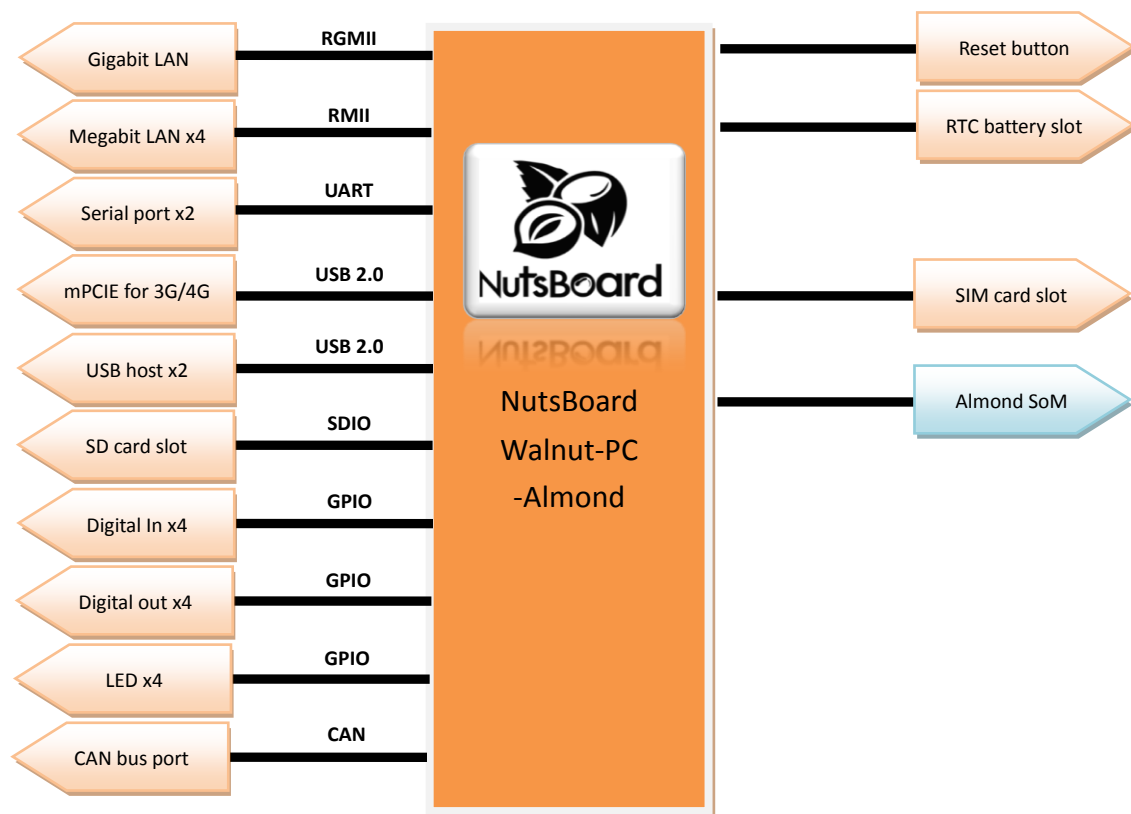 RGMII
Gigabit LAN
RMII
Megabit LAN x4
UART
Serial port x2
USB 2.0
mPCIE for 3G/4G
USB 2.0
USB host x2
SDIO
SD card slot
GPIO
Digital In x4
GPIO
Digital out x4
GPIO
LED x4
CAN
CAN bus port
NutsBoard
NutsBoard
Walnut-PC
-Almond
Reset button
RTC battery slot
SIM card slot
Almond SoM